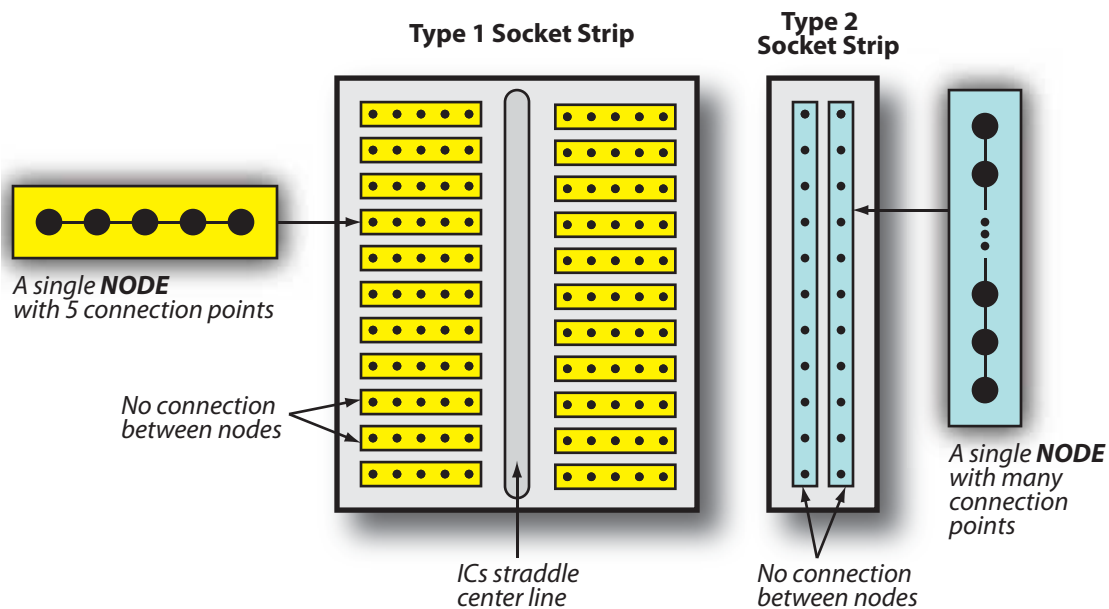 Type 1 Socket Strip
Type 2
Socket Strip
A single NODE
with 5 connection points
No connection
between nodes
ICs straddle
center line
No connection
between nodes
A single NODE
with many
connection
points